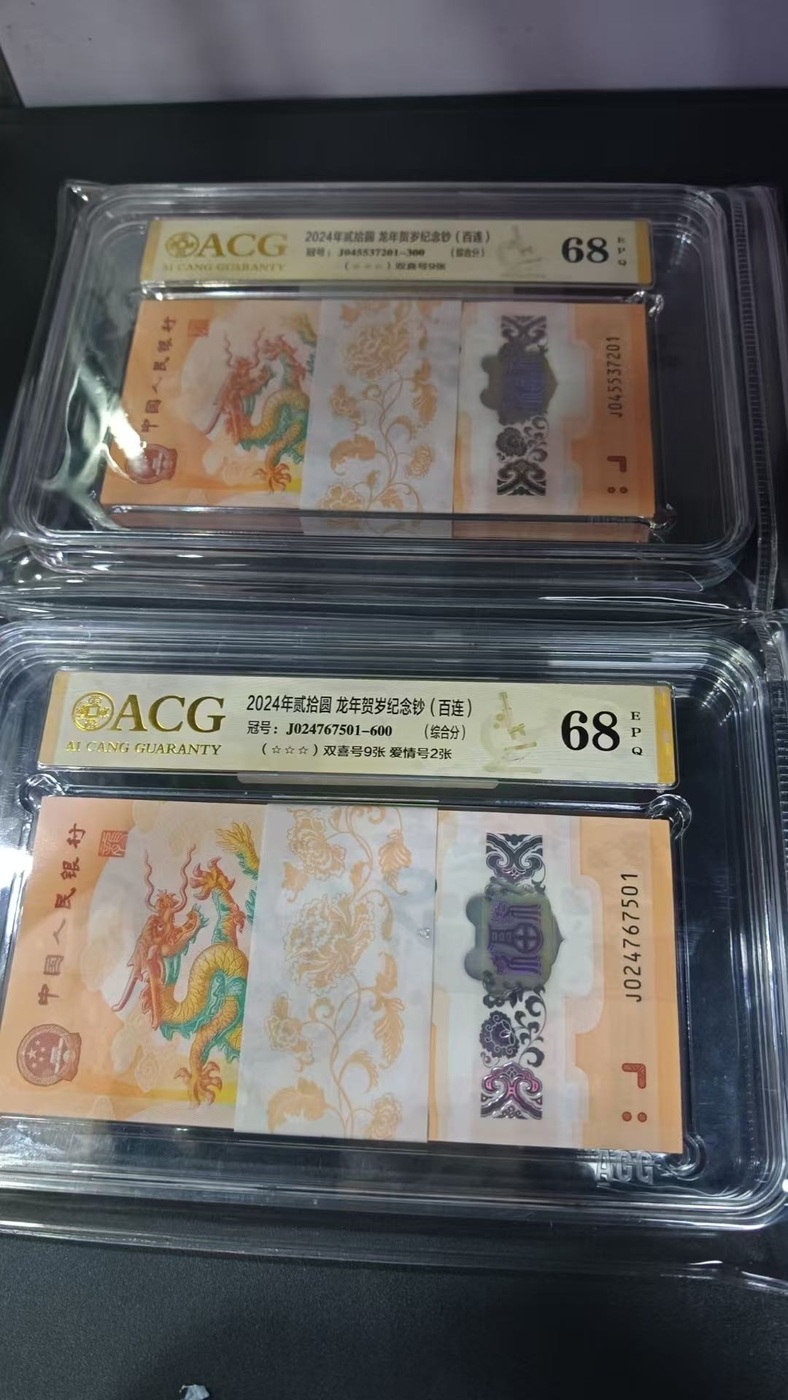 ACG
AI CANG GUARANTY
2024年贰拾圆 龙年贺岁纪念钞（百连）
冠号：J045537201-300 （综合分）
（☆☆☆）双喜号9张
68
EPQ
中國人民银行
J045537201
ACG
AI CANG GUARANTY
2024年贰拾圆 龙年贺岁纪念钞（百连）
冠号：J024767501-600 （综合分）
（☆☆☆）双喜号9张 爱情号2张
68
EPQ
中國人民银行
福
J024767501
ACG